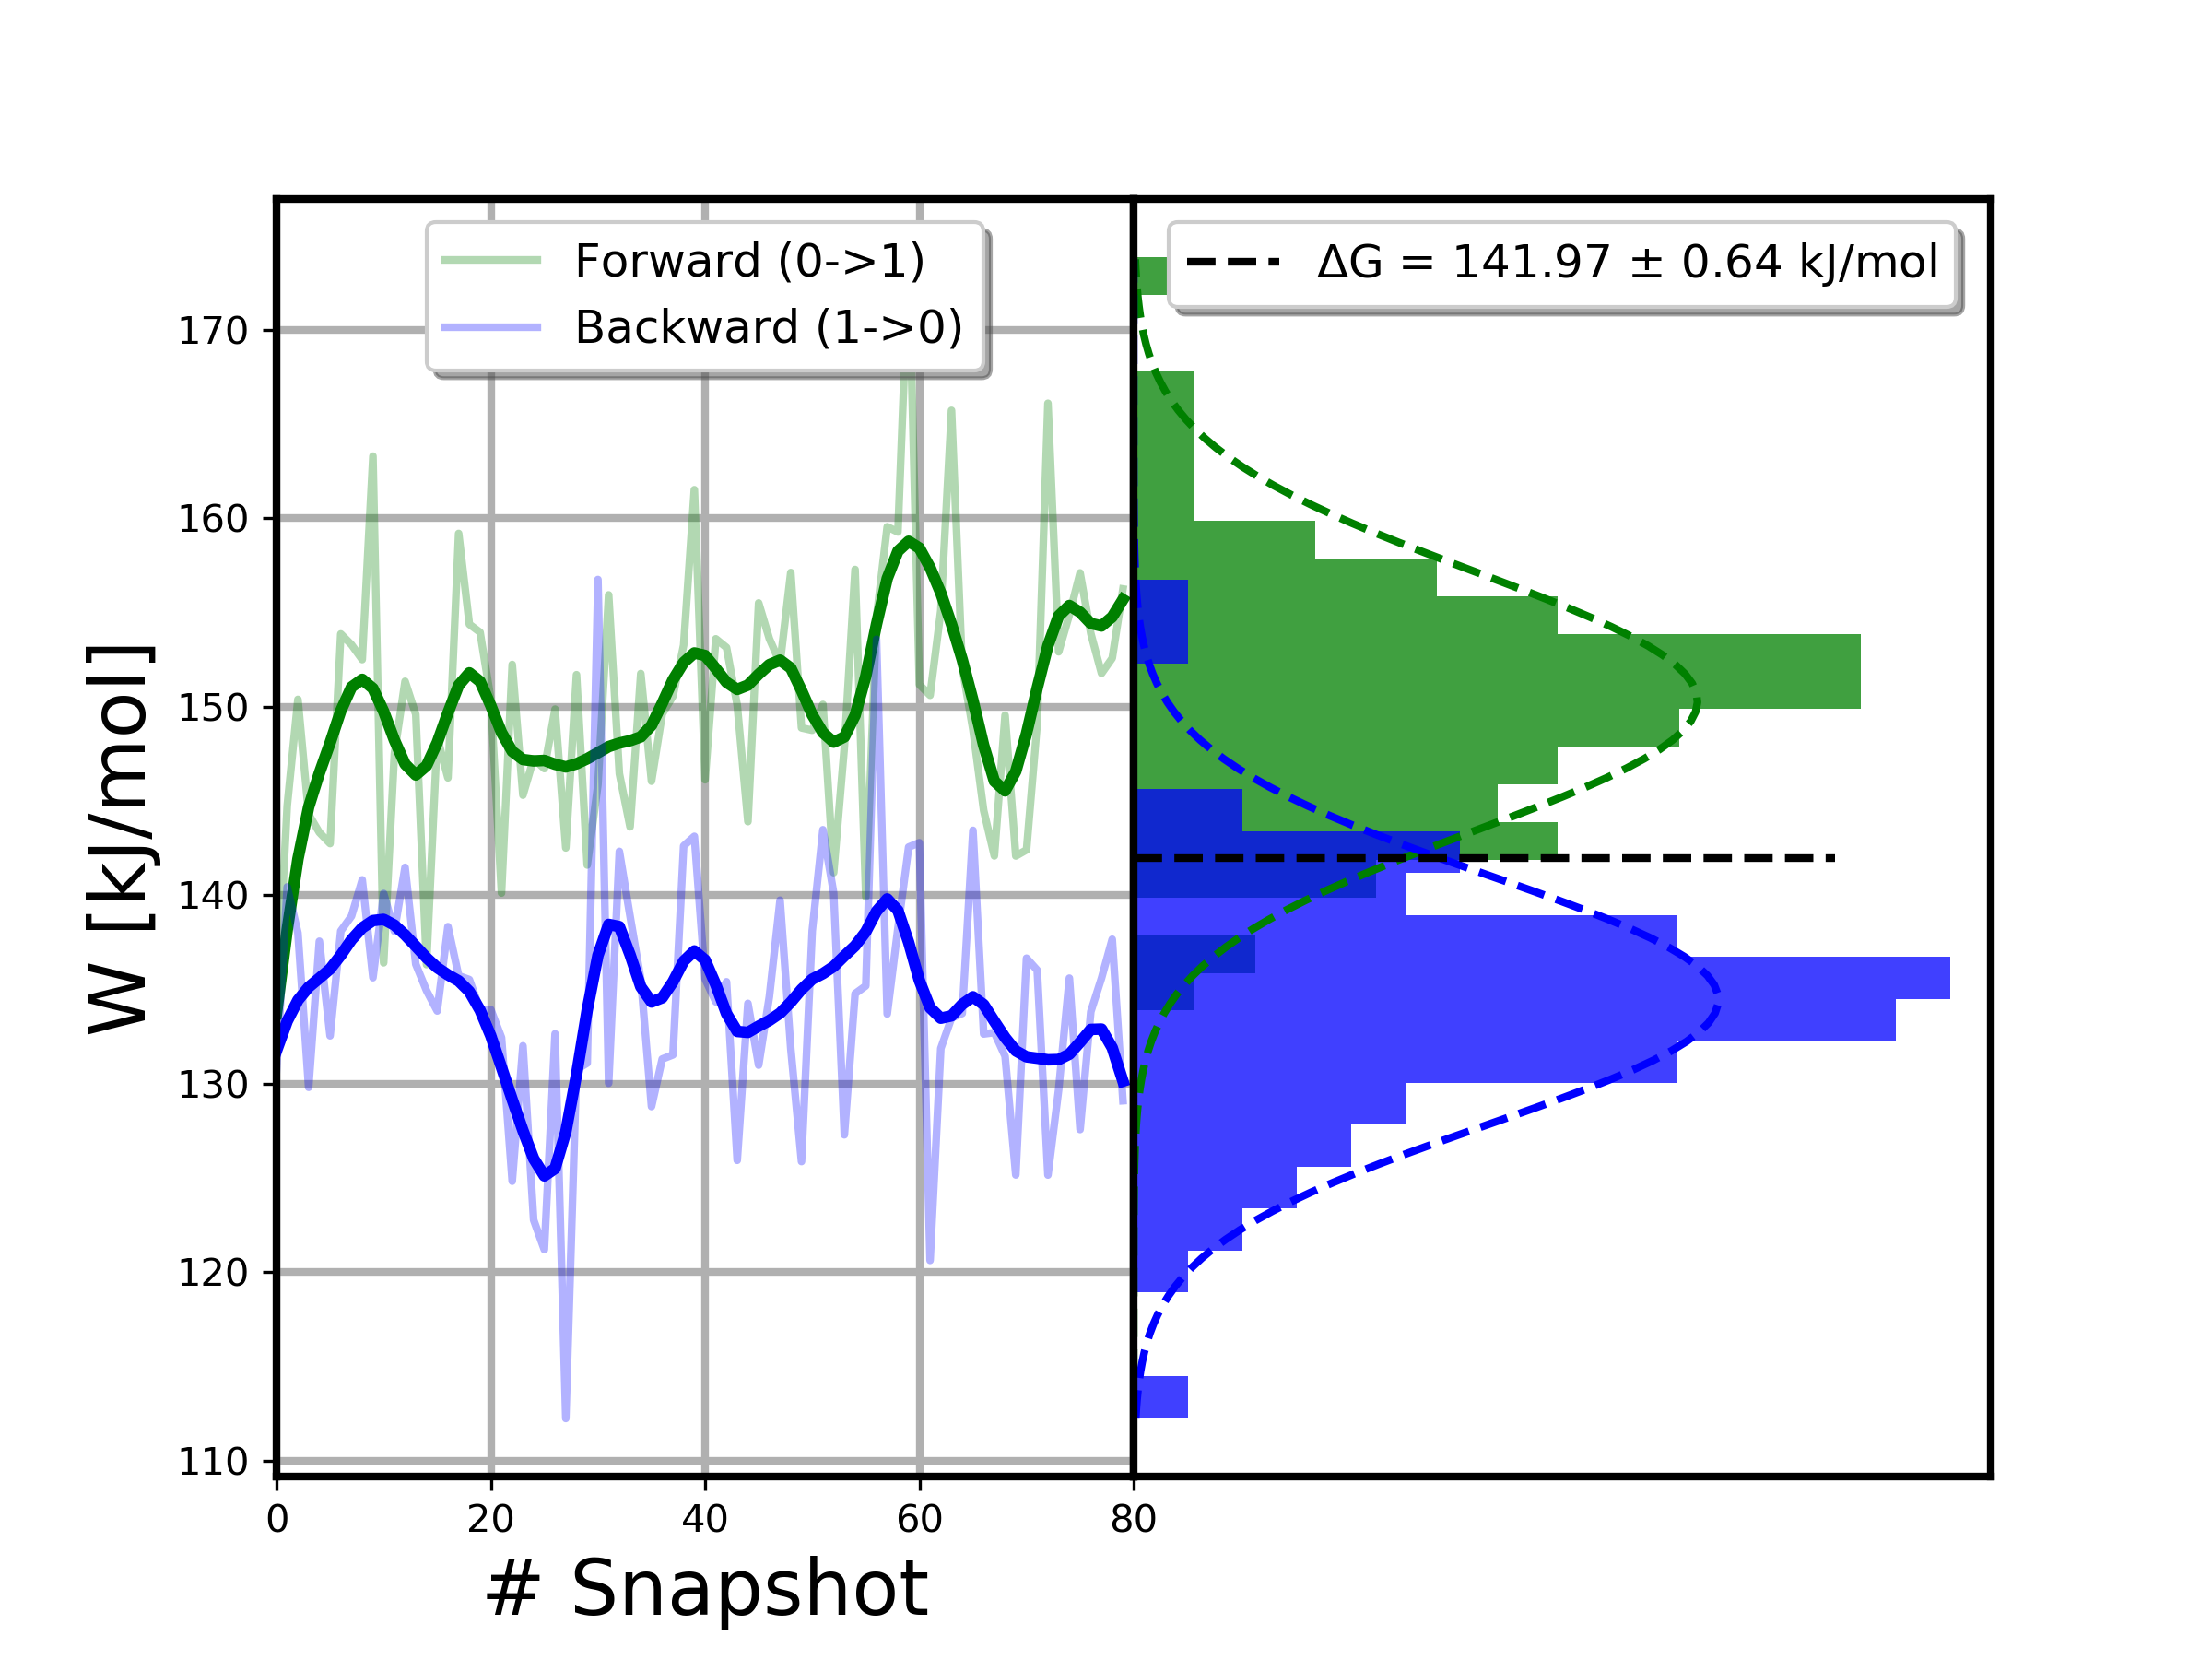 Forward (0->1)
Backward (1->0)
ΔG = 141.97 ± 0.64 kJ/mol
W [kJ/mol]
170
160
150
140
130
120
110
0 20 40 60 80
# Snapshot